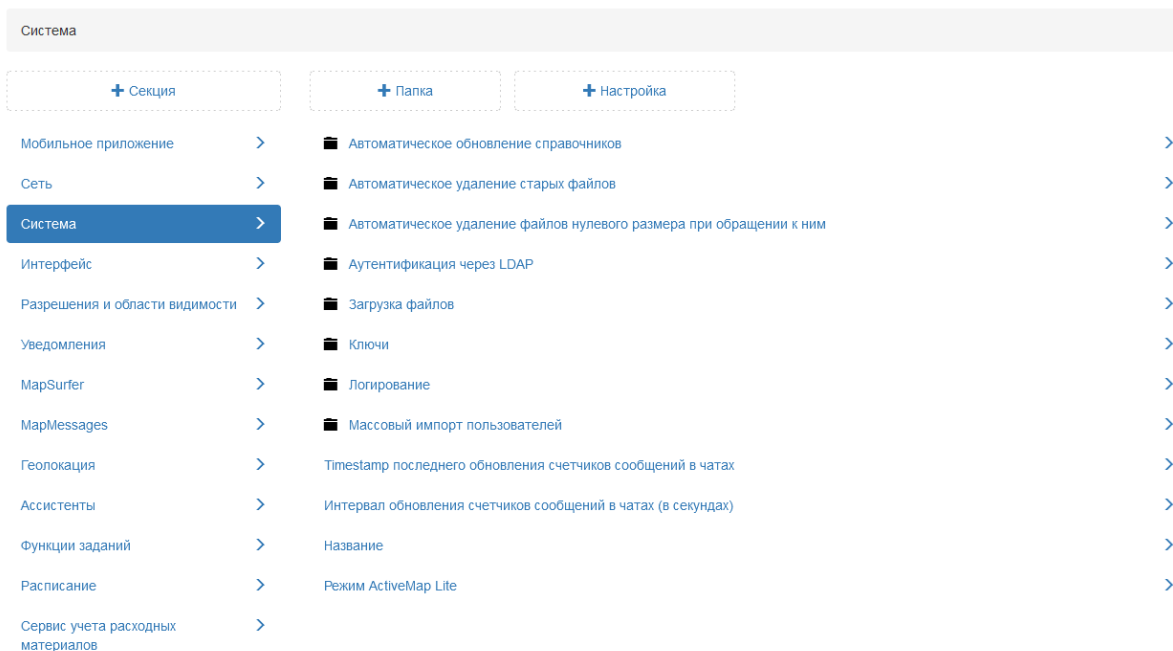 Система
Секция
Папка
Настройка
Мобильное приложение
Сеть
Система
Интерфейс
Разрешения и области видимости
Уведомления
MapSurfer
MapMessages
Геолокация
Ассистенты
Функции заданий
Расписание
Сервис учета расходных
материалов
Автоматическое обновление справочников
Автоматическое удаление старых файлов
Автоматическое удаление файлов нулевого размера при обращении к ним
Аутентификация через LDAP
Загрузка файлов
Ключи
Логирование
Массовый импорт пользователей
Timestamp последнего обновления счетчиков сообщений в чатах
Интервал обновления счетчиков сообщений в чатах (в секундах)
Название
Режим ActiveMap Lite